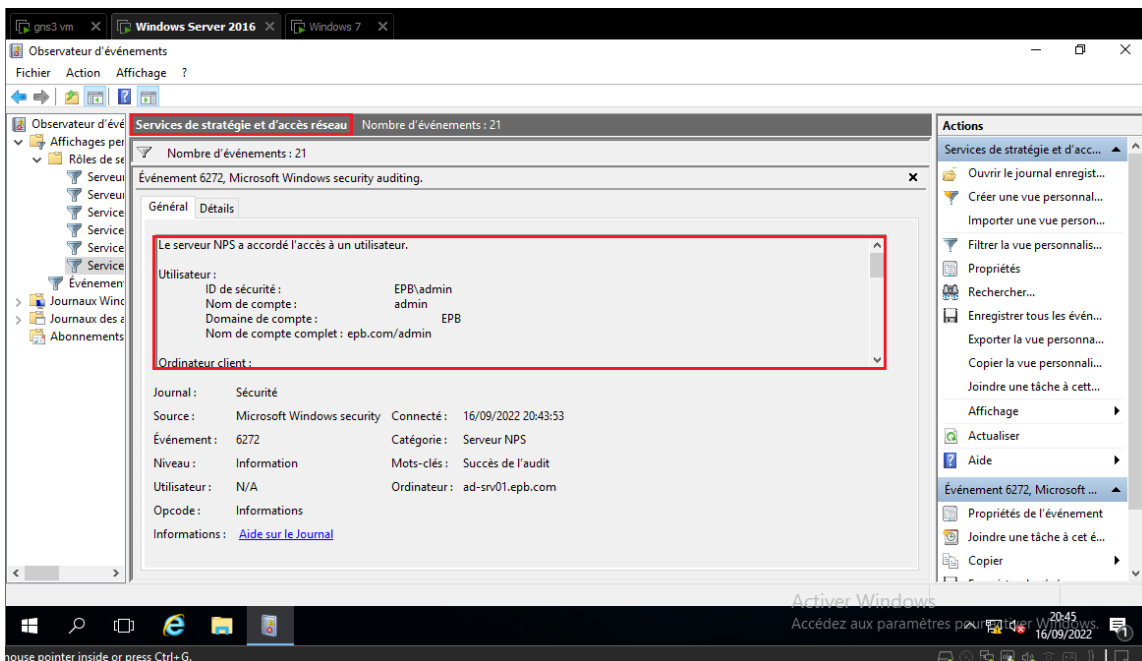 gns3 vm
Windows Server 2016
Windows 7
Observateur d'événements
Fichier Action Affichage ?
Observateur d'évé
Affichages per
Rôles de se
Serveur
Serveur
Service
Service
Service
Service
Événemen
Journaux Wind
Journaux des a
Abonnements
Services de stratégie et d'accès réseau Nombre d'événements : 21
Nombre d'événements : 21
Événement 6272, Microsoft Windows security auditing.
Général Détails
Le serveur NPS a accordé l'accès à un utilisateur.
Utilisateur :
ID de sécurité : EPB\admin
Nom de compte : admin
Domaine de compte : EPB
Nom de compte complet : epb.com/admin
Ordinateur client :
Journal : Sécurité
Source : Microsoft Windows security Connecté : 16/09/2022 20:43:53
Événement : 6272 Catégorie : Serveur NPS
Niveau : Information Mots-clés : Succès de l'audit
Utilisateur : N/A Ordinateur : ad-srv01.epb.com
Opcode : Informations
Informations : Aide sur le Journal
Actions
Services de stratégie et d'acc...
Ouvrir le journal enregist...
Créer une vue personnal...
Importer une vue person...
Filtrer la vue personnalis...
Propriétés
Rechercher...
Enregistrer tous les évén...
Exporter la vue personna...
Copier la vue personnali...
Joindre une tâche à cett...
Affichage
Actualiser
Aide
Événement 6272, Microsoft ...
Propriétés de l'événement
Joindre une tâche à cet é...
Copier
Activer Windows
Accédez aux paramètres pour activer Windows.
20:45
16/09/2022
mouse pointer inside or press Ctrl+G.